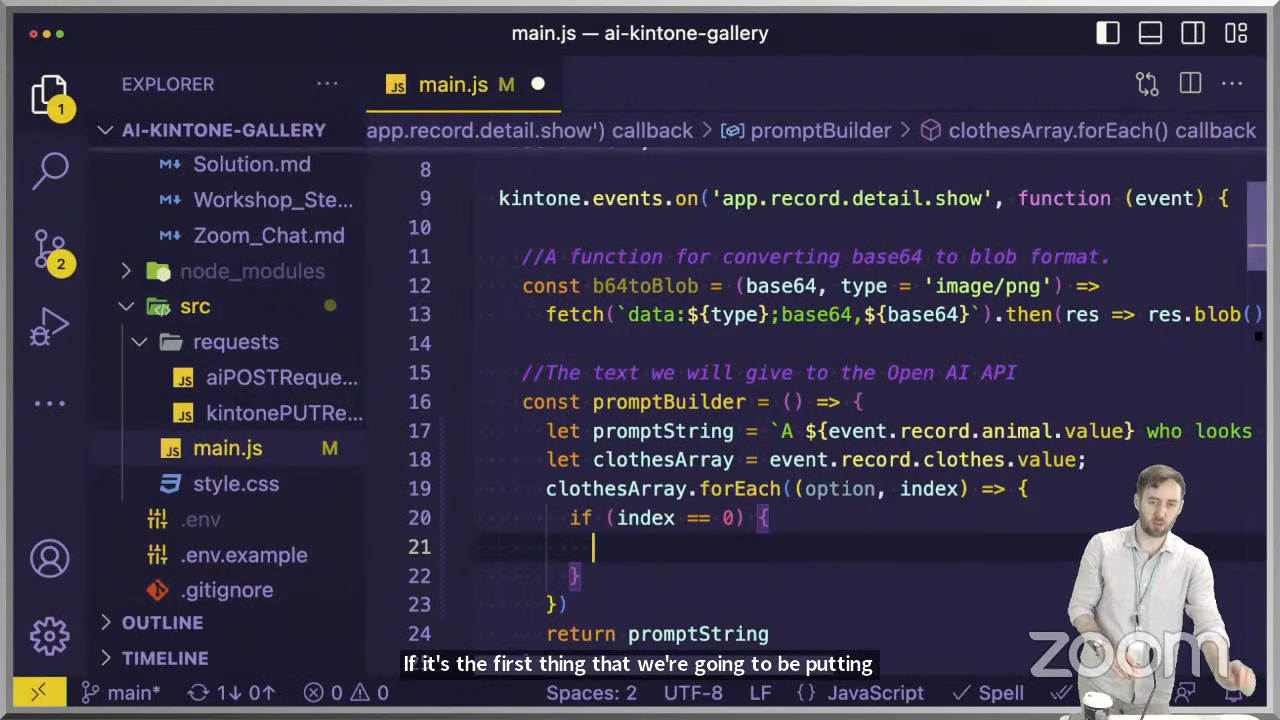 main.js — ai-kintone-gallery
1
EXPLORER
main.js M
AI-KINTONE-GALLERY
app.record.detail.show') callback > promptBuilder > clothesArray.forEach() callback
Solution.md
Workshop_Ste...
Zoom_Chat.md
2
node_modules
src
requests
aiPOSTReque...
kintonePUTRe...
main.js M
style.css
.env
.env.example
.gitignore
OUTLINE
TIMELINE
8
9 kintone.events.on('app.record.detail.show', function (event) {
10
11 //A function for converting base64 to blob format.
12 const b64toBlob = (base64, type = 'image/png') =>
13 fetch(`data:${type};base64,${base64}`).then(res => res.blob()
14
15 //The text we will give to the Open AI API
16 const promptBuilder = () => {
17 let promptString = `A ${event.record.animal.value} who looks
18 let clothesArray = event.record.clothes.value;
19 clothesArray.forEach((option, index) => {
20 if (index == 0) {
21
22 }
23 })
24 return promptString
If it's the first thing that we're going to be putting
zoom
main* 1↓ 0↑ 0 0 Spaces: 2 UTF-8 LF {} JavaScript Spell